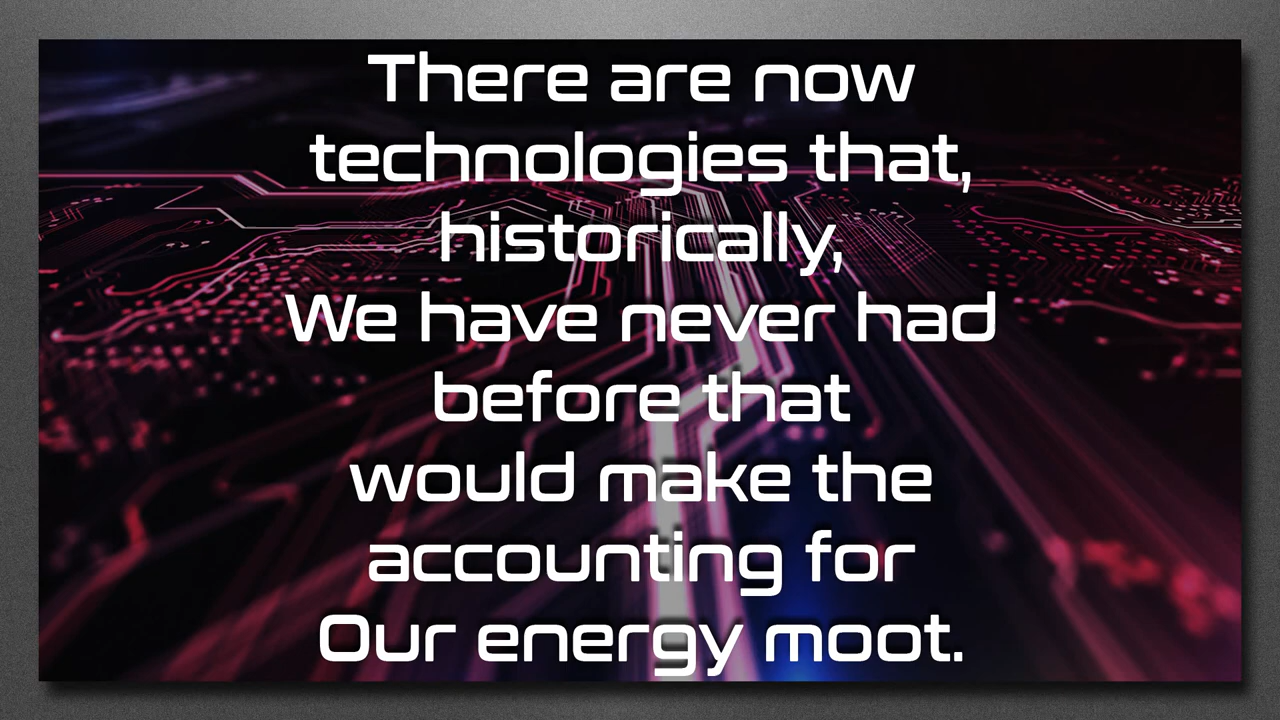 There are now
technologies that,
historically,
We have never had
before that
would make the
accounting for
Our energy moot.